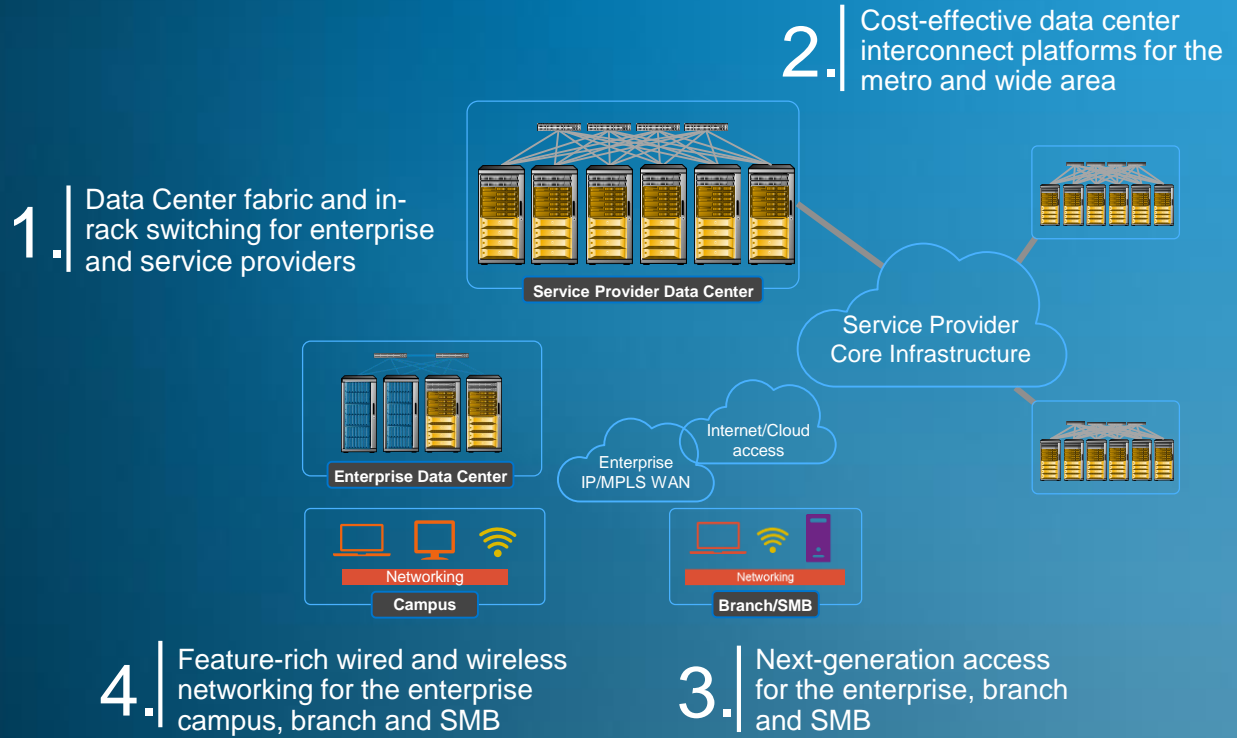 2.
Cost-effective data center
interconnect platforms for the
metro and wide area
1.
Data Center fabric and in-
rack switching for enterprise
and service providers
Service Provider Data Center
Service Provider
Core Infrastructure
Enterprise Data Center
Internet/Cloud
access
Enterprise
IP/MPLS WAN
Networking
Campus
Networking
Branch/SMB
4.
Feature-rich wired and wireless
networking for the enterprise
campus, branch and SMB
3.
Next-generation access
for the enterprise, branch
and SMB